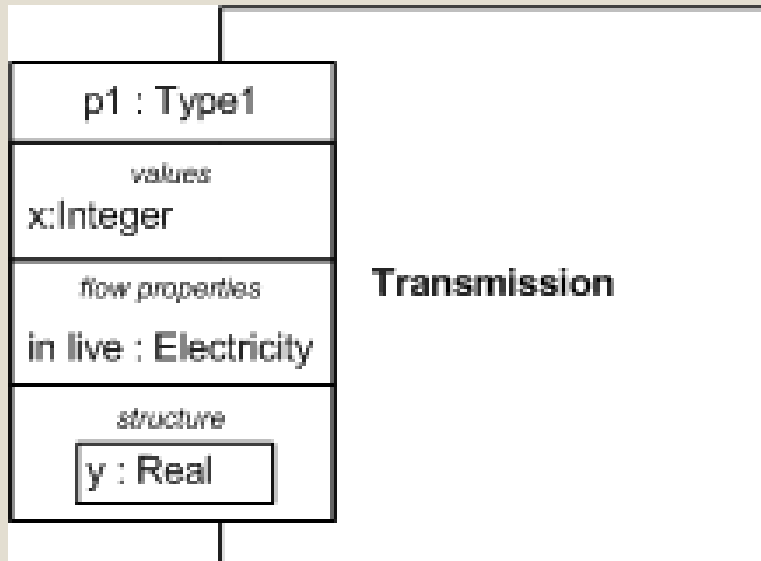 p1 : Type1
values
x:Integer
flow properties
in live : Electricity
structure
y : Real
Transmission